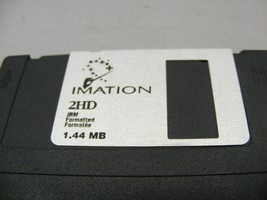 IMATION
2HD
IBM
Formatted
Formatée
1.44 MB